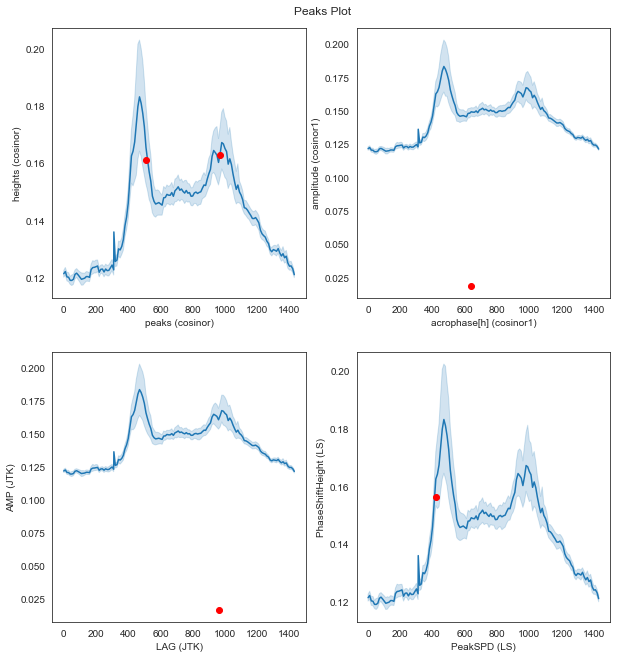 Peaks Plot
0.20
0.18
0.16
0.14
0.12
heights (cosinor)
0 200 400 600 800 1000 1200 1400
peaks (cosinor)
0.200
0.175
0.150
0.125
0.100
0.075
0.050
0.025
amplitude (cosinor1)
0 200 400 600 800 1000 1200 1400
acrophase[h] (cosinor1)
0.200
0.175
0.150
0.125
0.100
0.075
0.050
0.025
AMP (JTK)
0 200 400 600 800 1000 1200 1400
LAG (JTK)
0.20
0.18
0.16
0.14
0.12
PhaseShiftHeight (LS)
0 200 400 600 800 1000 1200 1400
PeakSPD (LS)